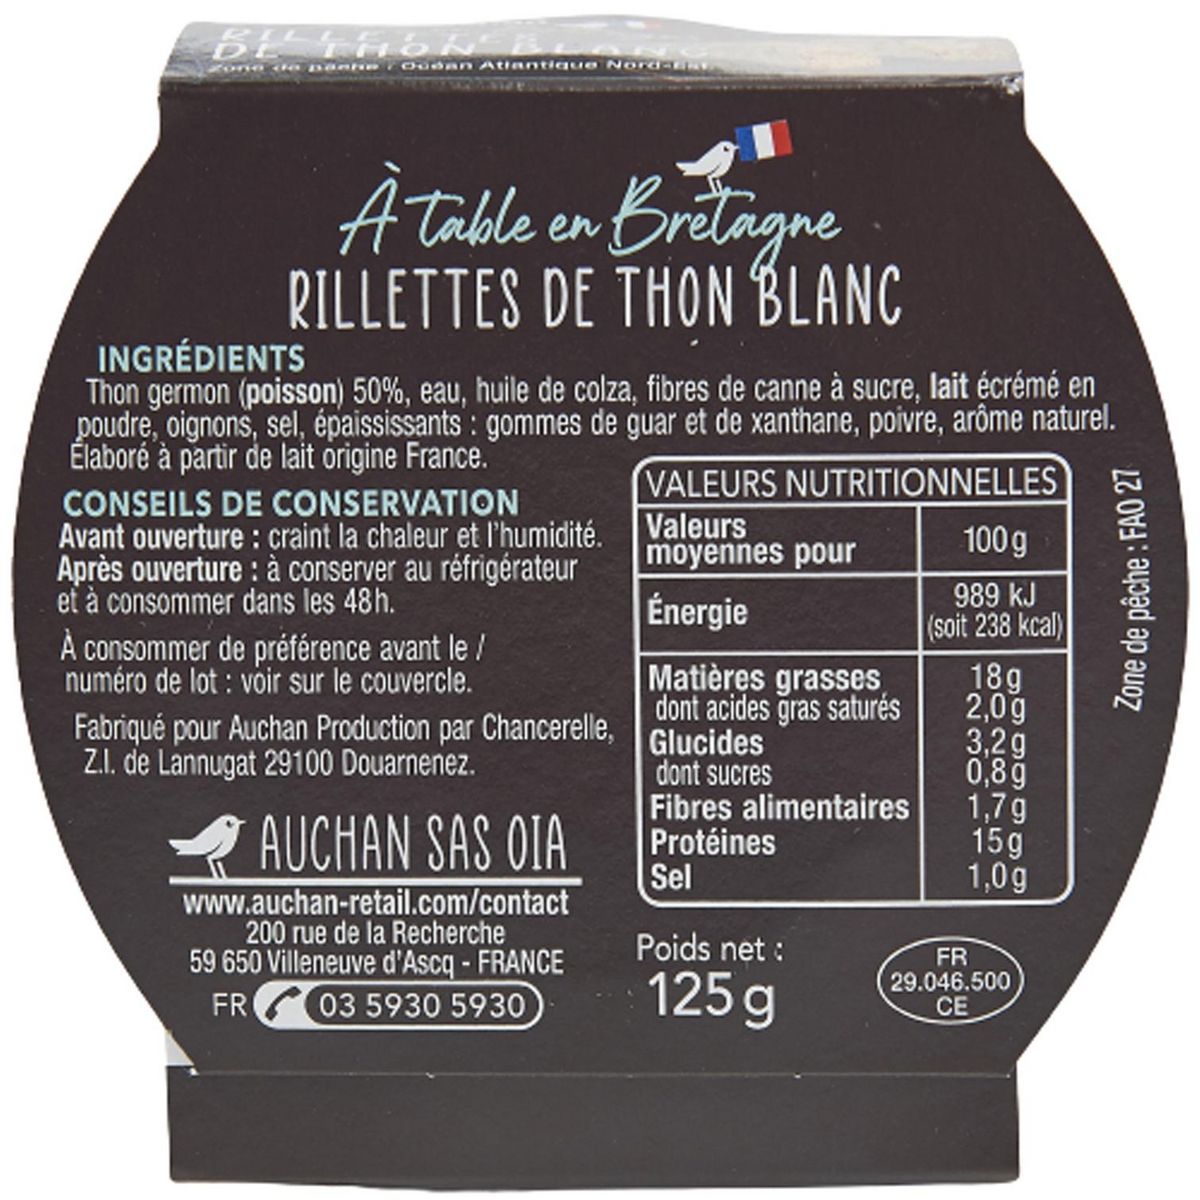 RILLETTES
DE THON BLANC
Zone de pêche : Océan Atlantique Nord-Est
À table en Bretagne
RILLETTES DE THON BLANC
INGRÉDIENTS
Thon germon (poisson) 50%, eau, huile de colza, fibres de canne à sucre, lait écrémé en
poudre, oignons, sel, épaississants : gommes de guar et de xanthane, poivre, arôme naturel.
Élaboré à partir de lait origine France.
CONSEILS DE CONSERVATION
Avant ouverture : craint la chaleur et l'humidité.
Après ouverture : à conserver au réfrigérateur
et à consommer dans les 48h.
À consommer de préférence avant le /
numéro de lot : voir sur le couvercle.
Fabriqué pour Auchan Production par Chancerelle,
Z.I. de Lannugat 29100 Douarnenez.
AUCHAN SAS OIA
www.auchan-retail.com/contact
200 rue de la Recherche
59 650 Villeneuve d'Ascq - FRANCE
FR 03 5930 5930
VALEURS NUTRITIONNELLES
Valeurs
moyennes pour 100g
Énergie 989 kJ
(soit 238 kcal)
Matières grasses 18g
dont acides gras saturés 2,0g
Glucides 3,2g
dont sucres 0,8g
Fibres alimentaires 1,7g
Protéines 15g
Sel 1,0g
Zone de pêche : FAO 27
Poids net :
125g
FR
29.046.500
CE